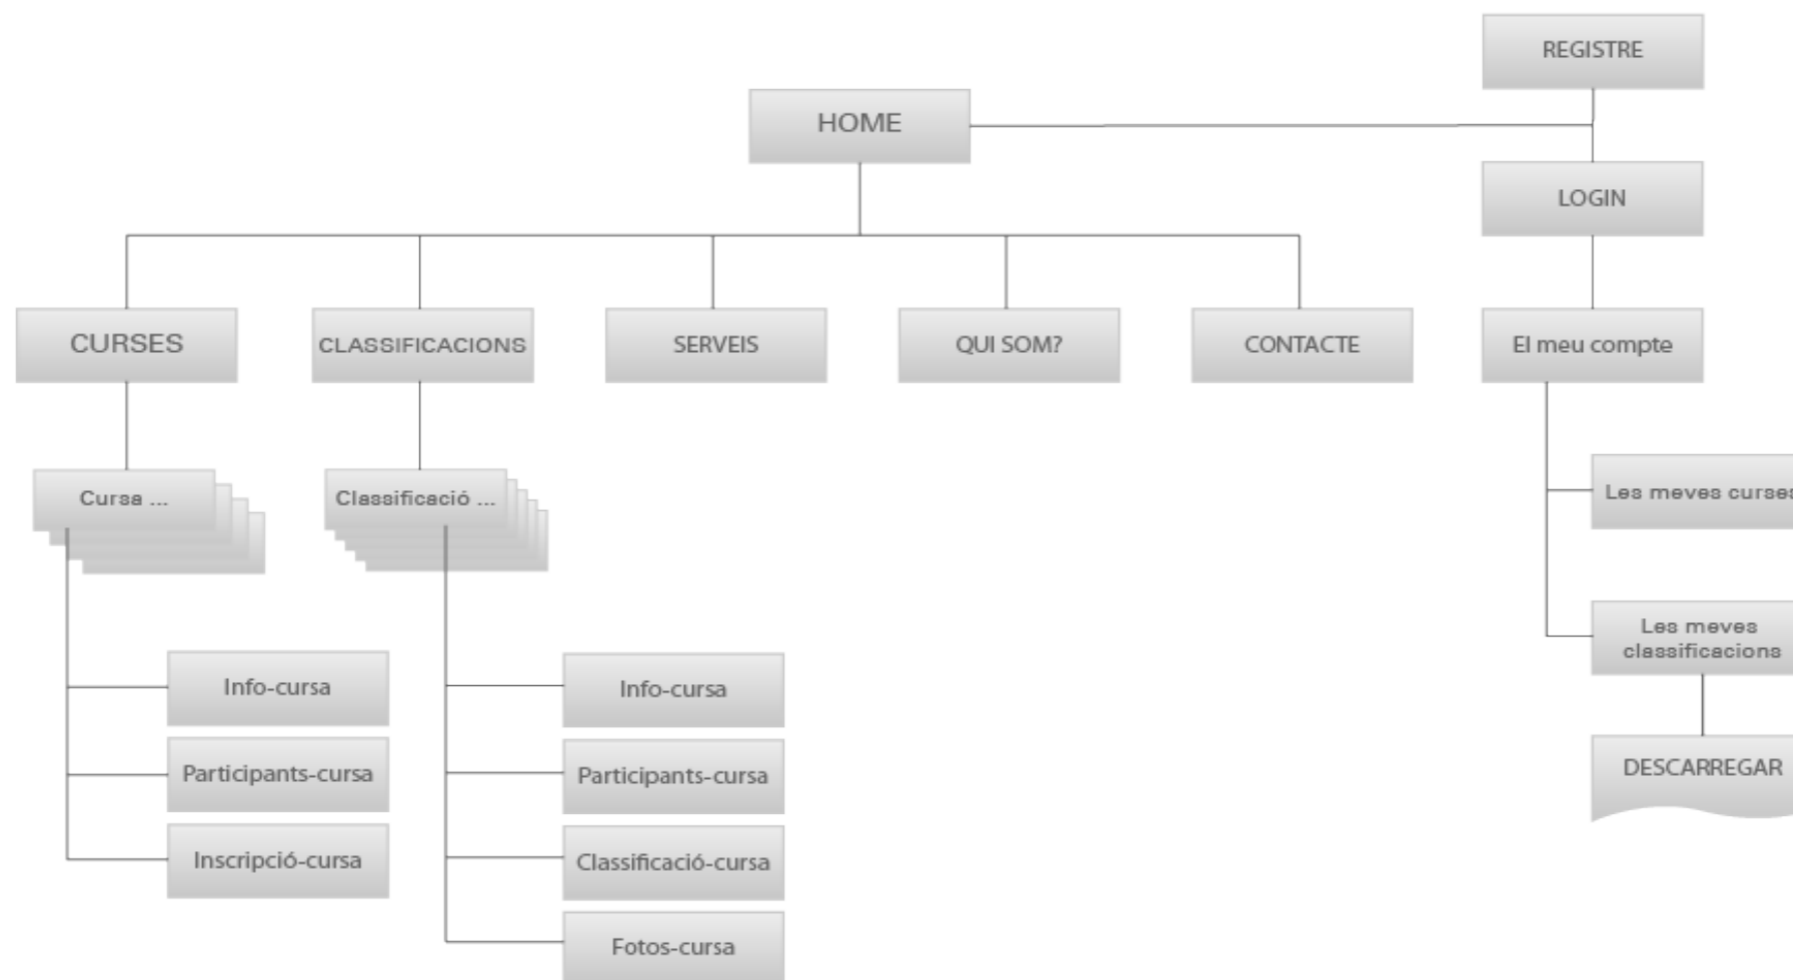 REGISTRE
HOME
LOGIN
CURSES
CLASSIFICACIONS
SERVEIS
QUI SOM?
CONTACTE
El meu compte
Cursa ...
Classificació ...
Les meves curses
Les meves
classificacions
Info-cursa
Info-cursa
DESCARREGAR
Participants-cursa
Participants-cursa
Inscripció-cursa
Classificació-cursa
Fotos-cursa